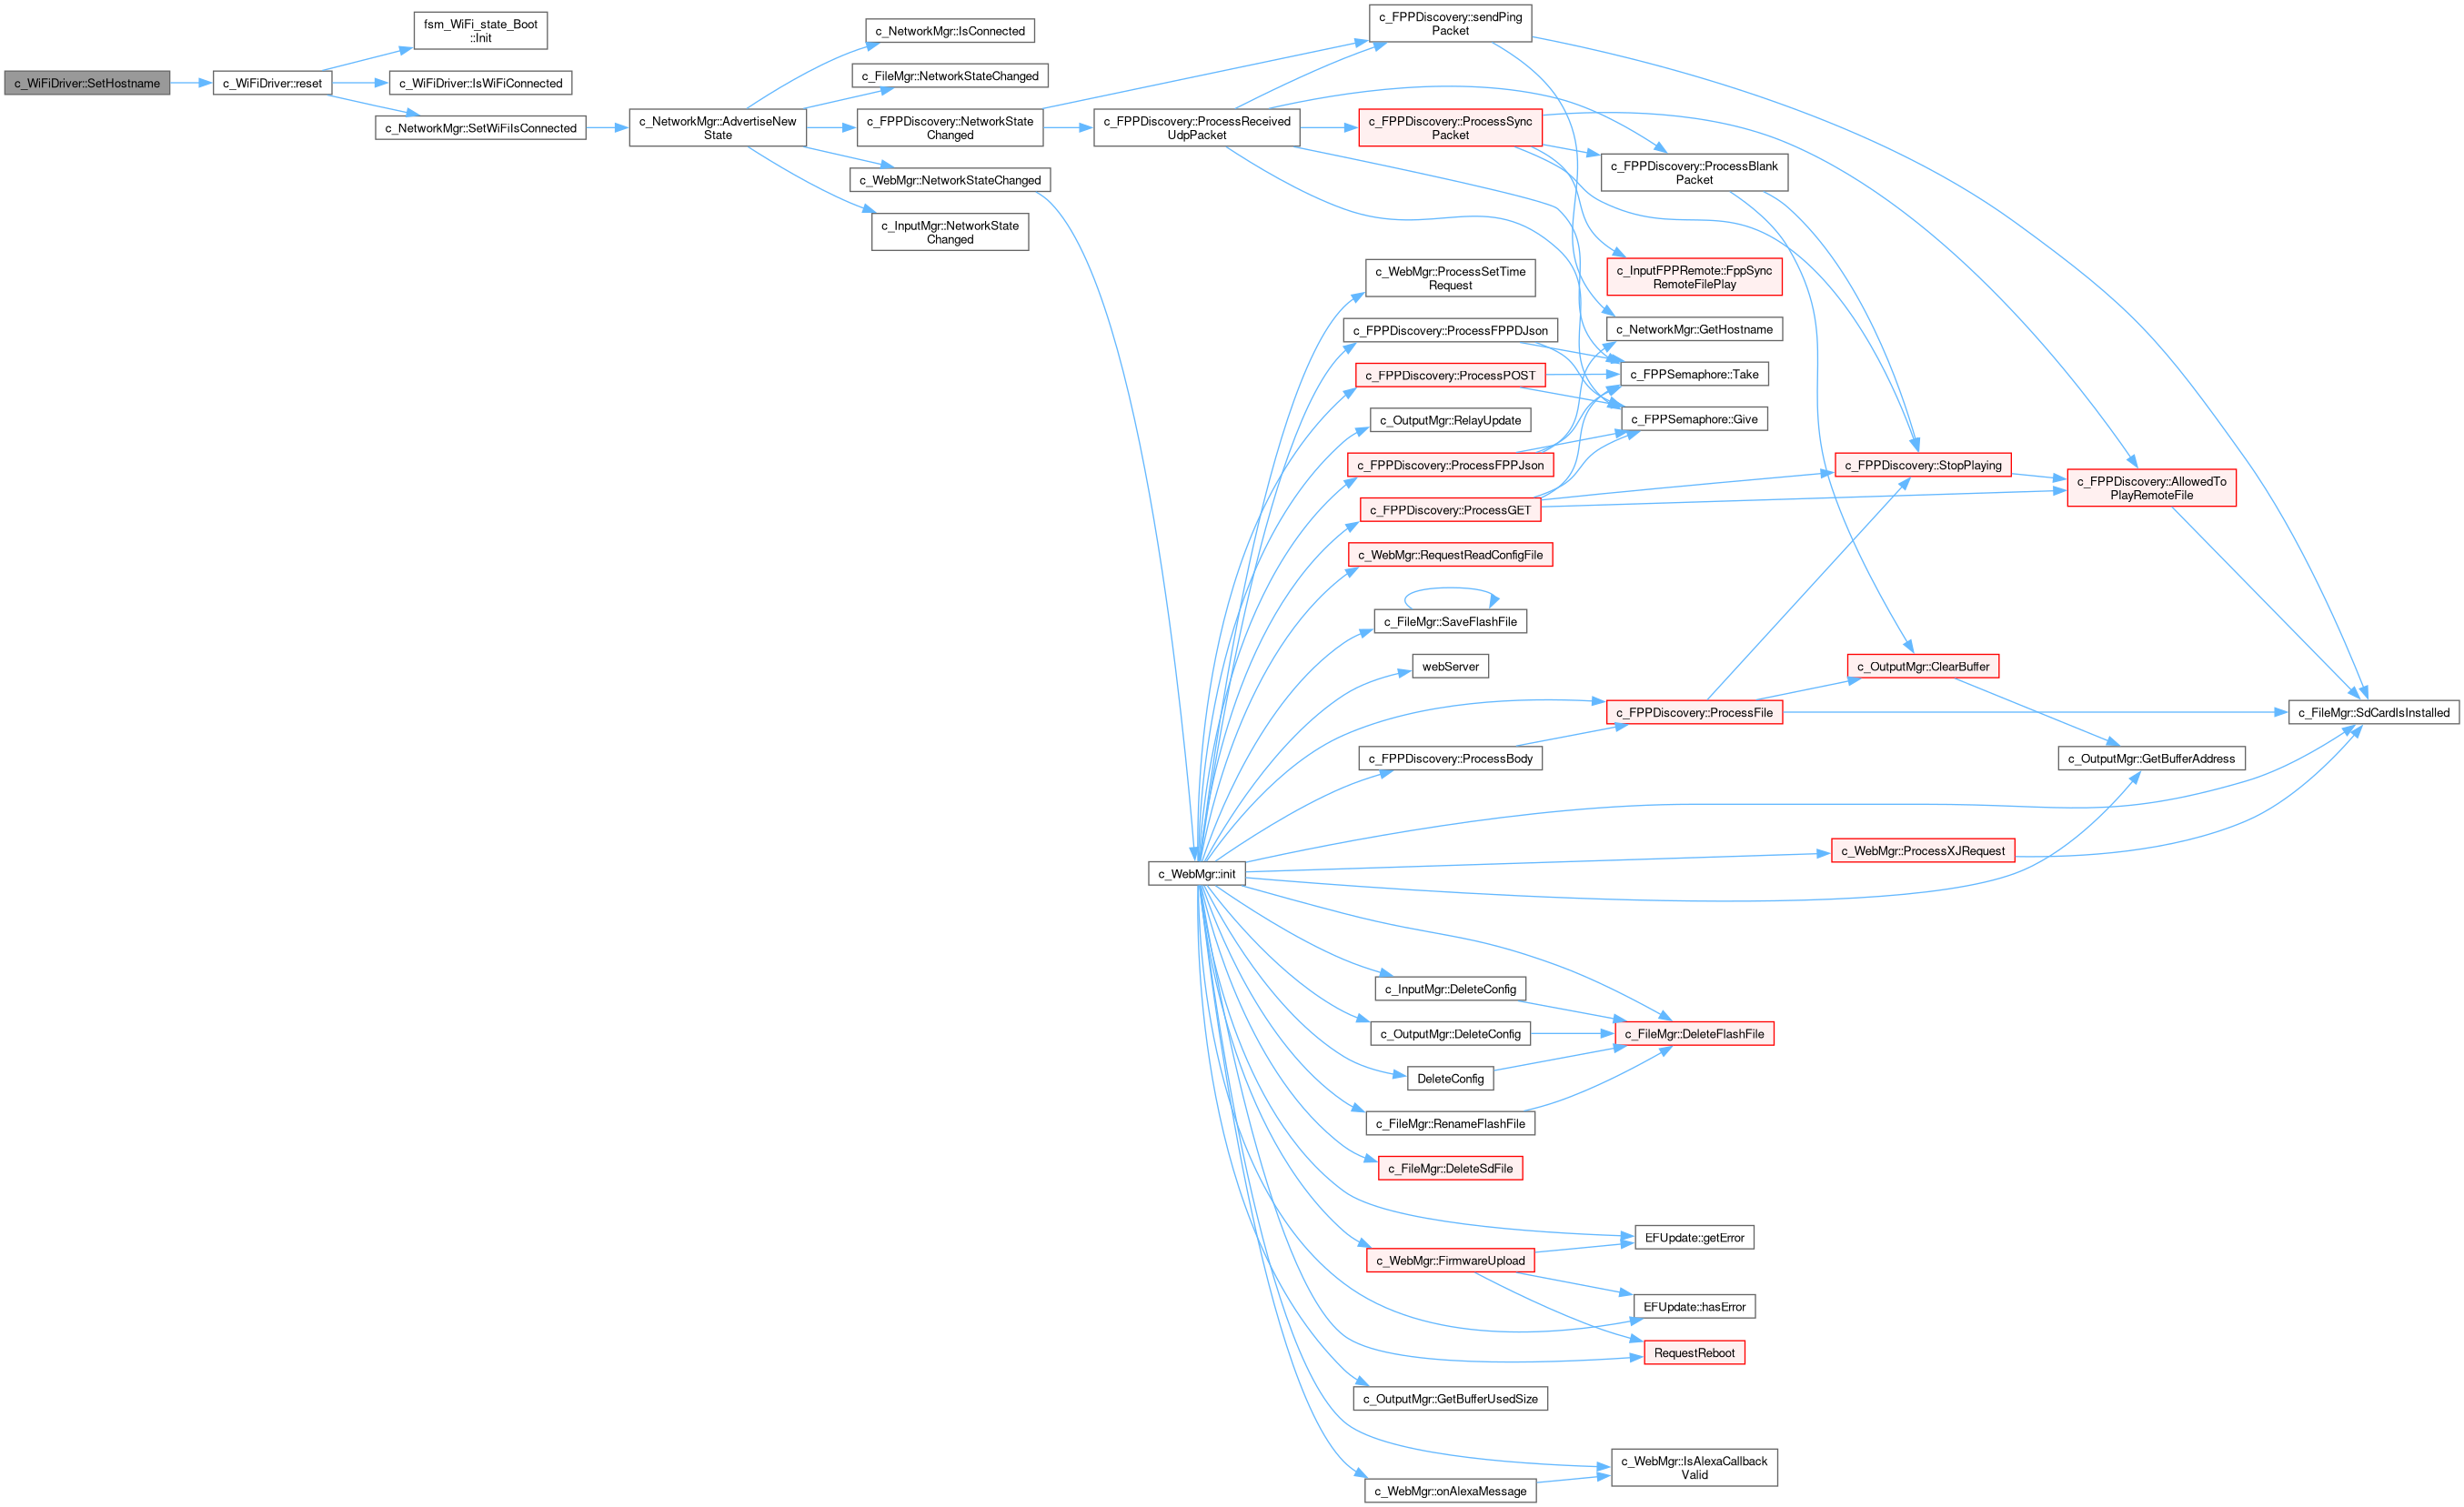 c_WiFiDriver::SetHostname
c_WiFiDriver::reset
fsm_WiFi_state_Boot
::Init
c_WiFiDriver::IsWiFiConnected
c_NetworkMgr::SetWiFiIsConnected
c_NetworkMgr::AdvertiseNew
State
c_NetworkMgr::IsConnected
c_FileMgr::NetworkStateChanged
c_FPPDiscovery::NetworkState
Changed
c_WebMgr::NetworkStateChanged
c_InputMgr::NetworkState
Changed
c_FPPDiscovery::ProcessReceived
UdpPacket
c_FPPDiscovery::sendPing
Packet
c_FPPDiscovery::ProcessSync
Packet
c_FPPDiscovery::ProcessBlank
Packet
c_InputFPPRemote::FppSync
RemoteFilePlay
c_NetworkMgr::GetHostname
c_FPPSemaphore::Take
c_FPPSemaphore::Give
c_WebMgr::init
c_WebMgr::ProcessSetTime
Request
c_FPPDiscovery::ProcessFPPDJson
c_FPPDiscovery::ProcessPOST
c_OutputMgr::RelayUpdate
c_FPPDiscovery::ProcessFPPJson
c_FPPDiscovery::ProcessGET
c_WebMgr::RequestReadConfigFile
c_FileMgr::SaveFlashFile
webServer
c_FPPDiscovery::ProcessFile
c_FPPDiscovery::ProcessBody
c_FPPDiscovery::StopPlaying
c_FPPDiscovery::AllowedTo
PlayRemoteFile
c_OutputMgr::ClearBuffer
c_FileMgr::SdCardIsInstalled
c_OutputMgr::GetBufferAddress
c_WebMgr::ProcessXJRequest
c_InputMgr::DeleteConfig
c_OutputMgr::DeleteConfig
c_FileMgr::DeleteFlashFile
DeleteConfig
c_FileMgr::RenameFlashFile
c_FileMgr::DeleteSdFile
EFUpdate::getError
c_WebMgr::FirmwareUpload
EFUpdate::hasError
RequestReboot
c_OutputMgr::GetBufferUsedSize
c_WebMgr::IsAlexaCallback
Valid
c_WebMgr::onAlexaMessage